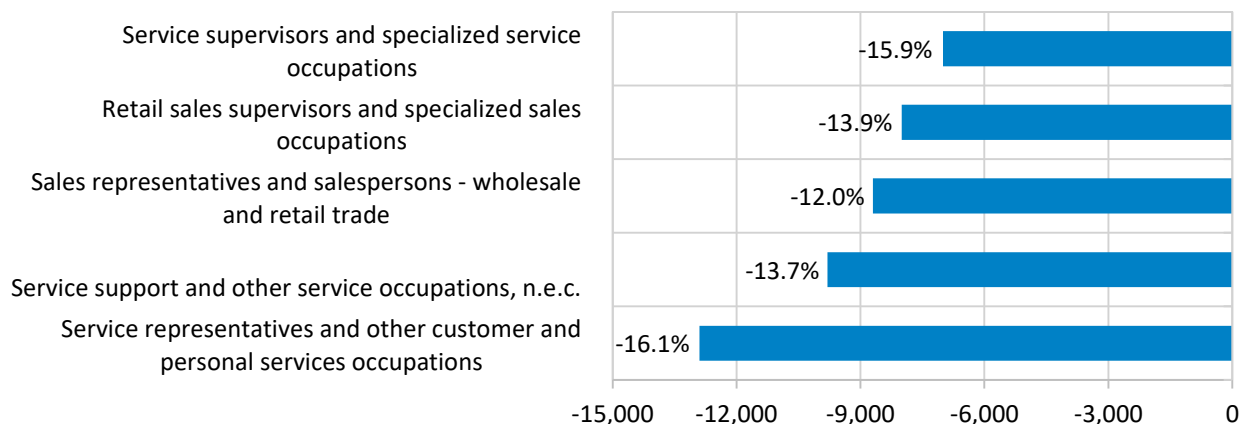 Service supervisors and specialized service
occupations
-15.9%
Retail sales supervisors and specialized sales
occupations
-13.9%
Sales representatives and salespersons - wholesale
and retail trade
-12.0%
Service support and other service occupations, n.e.c.
-13.7%
Service representatives and other customer and
personal services occupations
-16.1%
-15,000 -12,000 -9,000 -6,000 -3,000 0